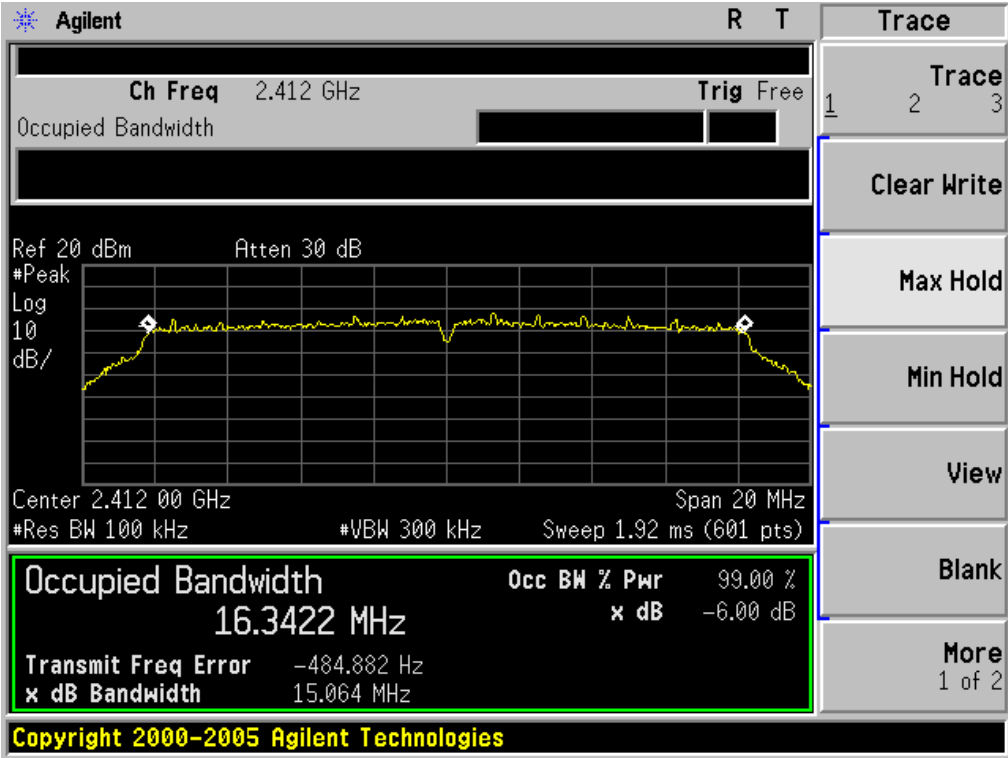 Agilent R T
Ch Freq 2.412 GHz Trig Free
Occupied Bandwidth
Ref 20 dBm Atten 30 dB
#Peak
Log
10
dB/
Center 2.412 00 GHz Span 20 MHz
#Res BW 100 kHz #VBW 300 kHz Sweep 1.92 ms (601 pts)
Occupied Bandwidth
16.3422 MHz
Occ BW % Pwr 99.00 %
x dB -6.00 dB
Transmit Freq Error -484.882 Hz
x dB Bandwidth 15.064 MHz
Copyright 2000-2005 Agilent Technologies
Trace
Trace
1 2 3
Clear Write
Max Hold
Min Hold
View
Blank
More
1 of 2